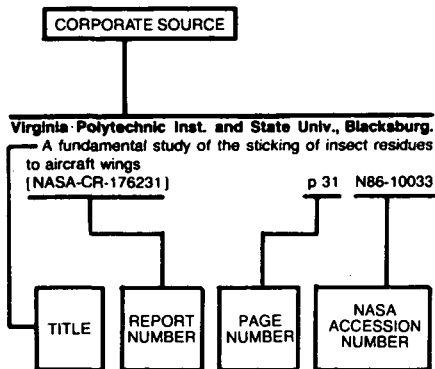 CORPORATE SOURCE
Virginia Polytechnic Inst. and State Univ., Blacksburg.
A fundamental study of the sticking of insect residues
to aircraft wings
[NASA-CR-176231] p 31 N86-10033
TITLE
REPORT
NUMBER
PAGE
NUMBER
NASA
ACCESSION
NUMBER